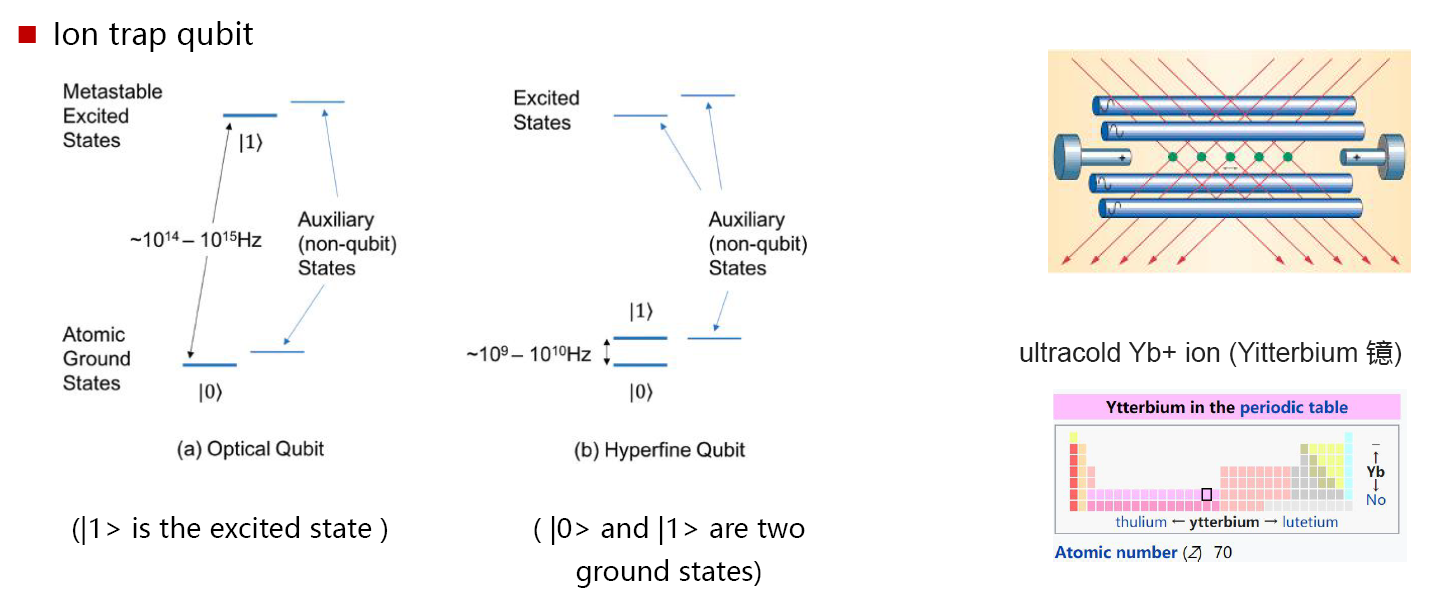 Ion trap qubit
Metastable
Excited
States
|1⟩
~10¹⁴ – 10¹⁵Hz
Auxiliary
(non-qubit)
States
Atomic
Ground
States
|0⟩
(a) Optical Qubit
(|1> is the excited state )
Excited
States
Auxiliary
(non-qubit)
States
|1⟩
~10⁹ – 10¹⁰Hz
|0⟩
(b) Hyperfine Qubit
( |0> and |1> are two
ground states)
+ +
ultracold Yb+ ion (Yitterbium 镱)
Ytterbium in the periodic table
–
↑
Yb
↓
No
thulium ← ytterbium → lutetium
Atomic number (Z) 70